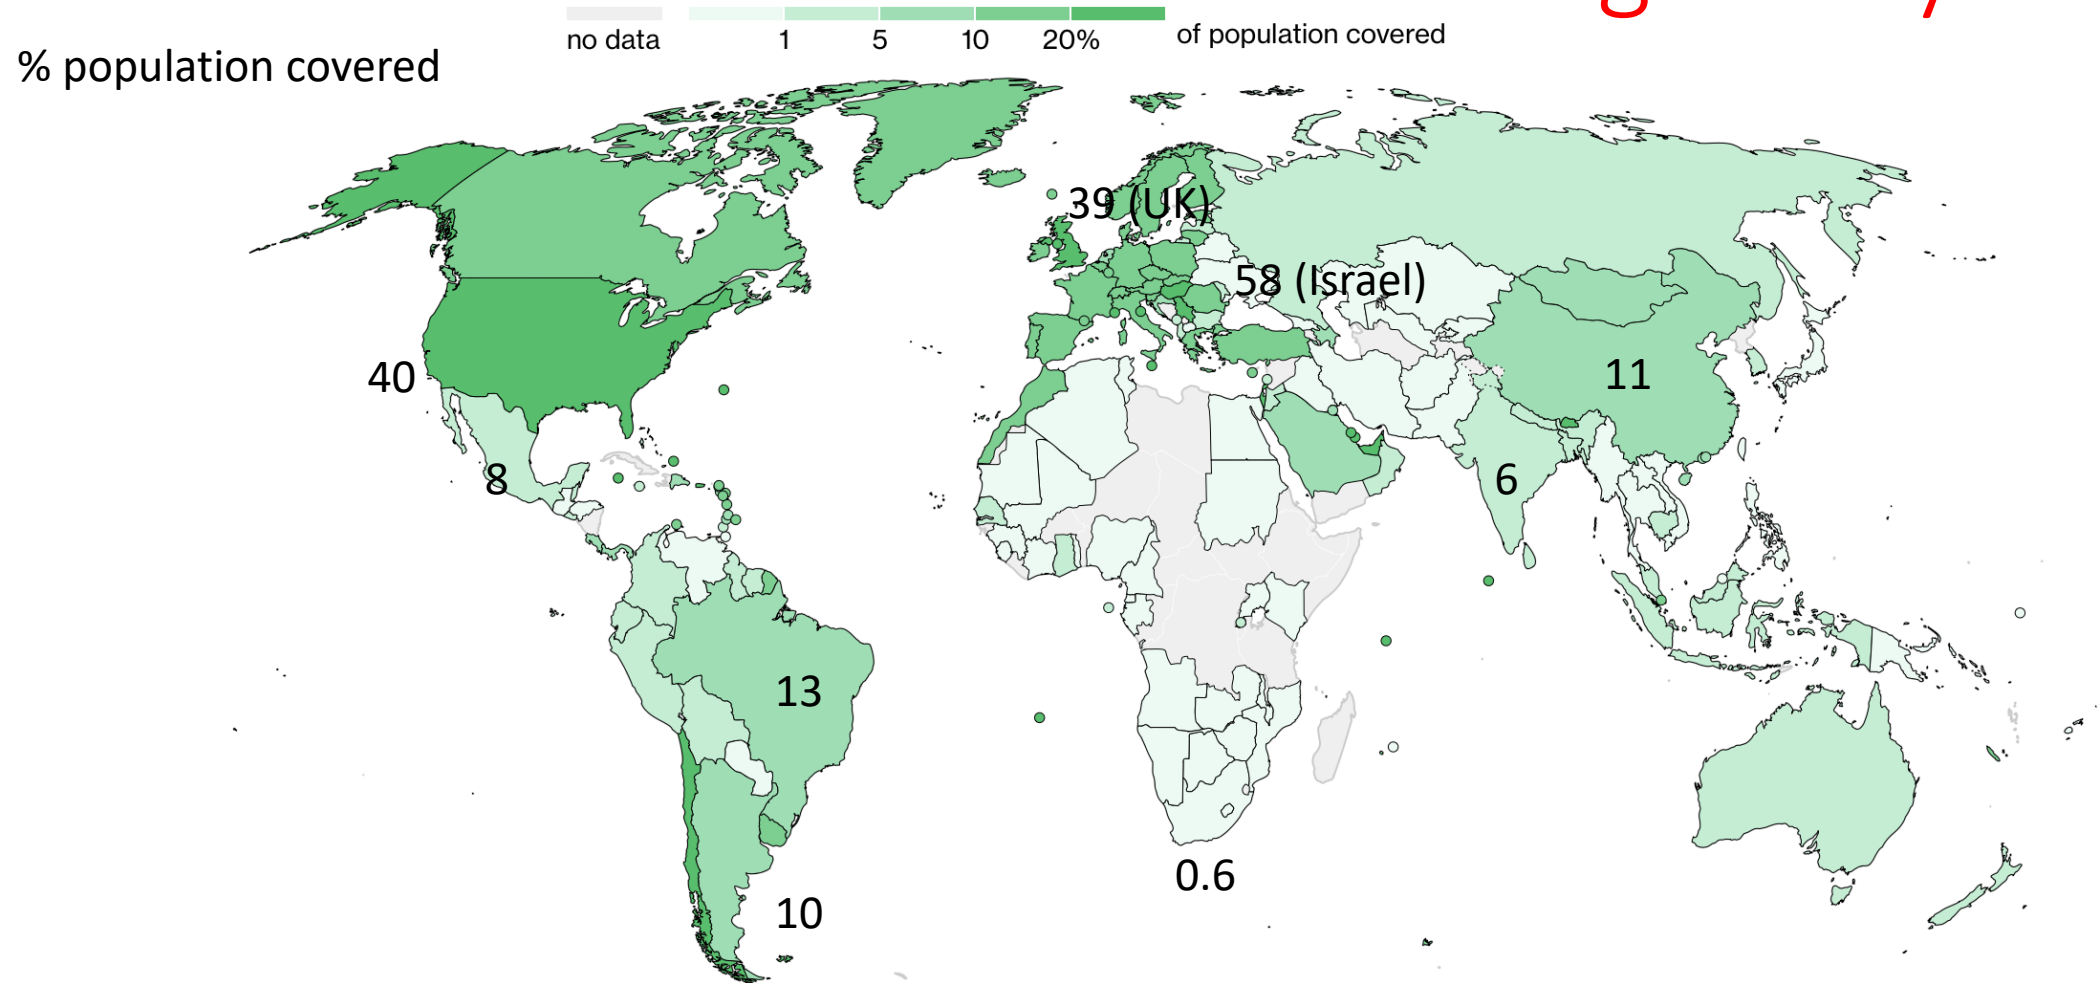 no data 1 5 10 20% of population covered
% population covered
39 (UK)
58 (Israel)
40
11
8
6
13
0.6
10